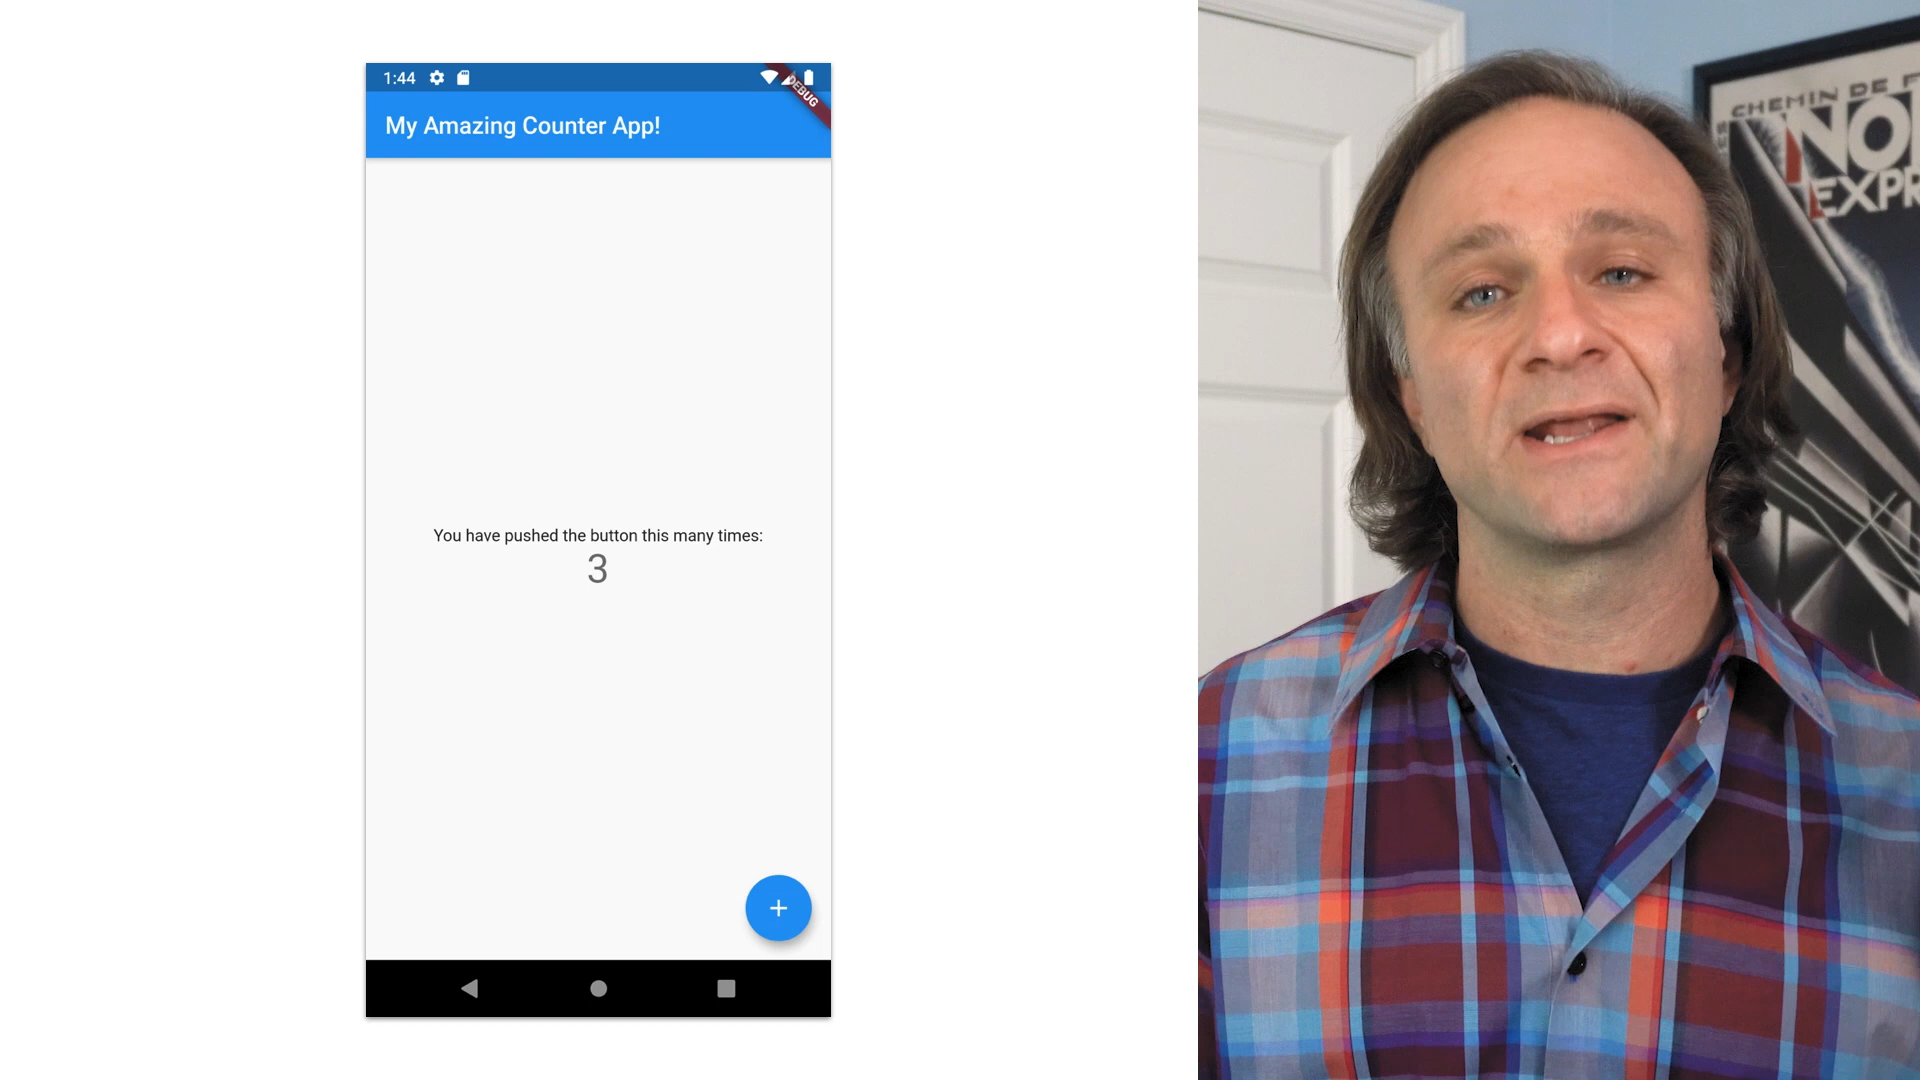 1:44
DEBUG
My Amazing Counter App!
You have pushed the button this many times:
3
CHEMIN DE F
NO
EXPR